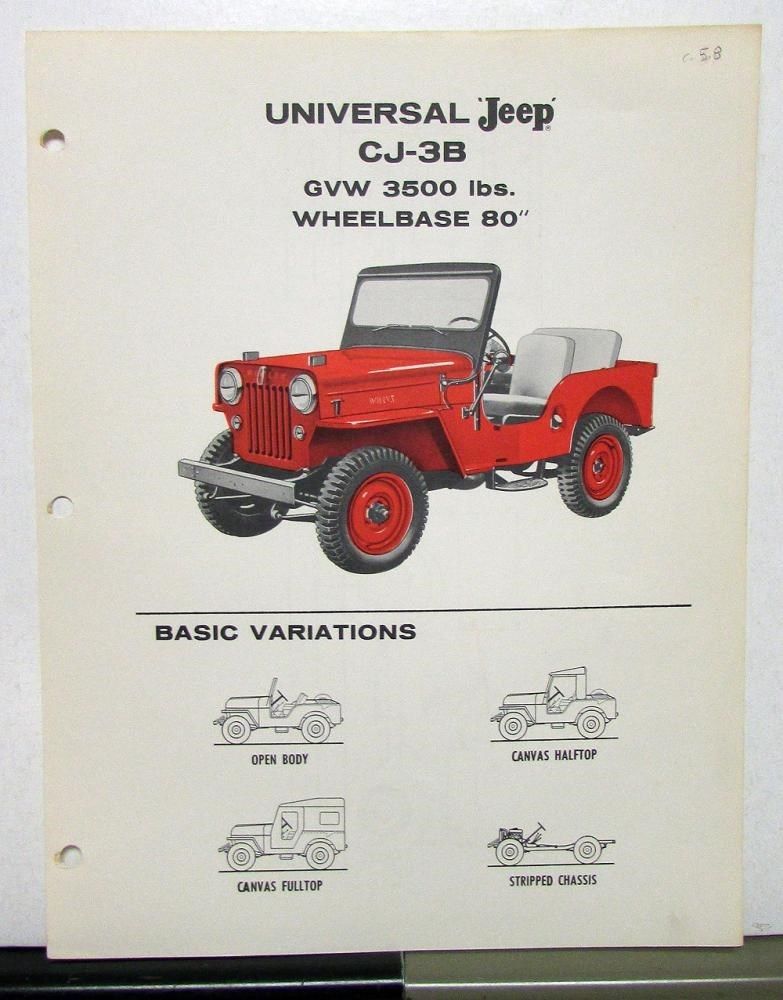 c. 58
UNIVERSAL 'Jeep'®
CJ-3B
GVW 3500 lbs.
WHEELBASE 80"
WILLYS
BASIC VARIATIONS
OPEN BODY
CANVAS HALFTOP
CANVAS FULLTOP
STRIPPED CHASSIS